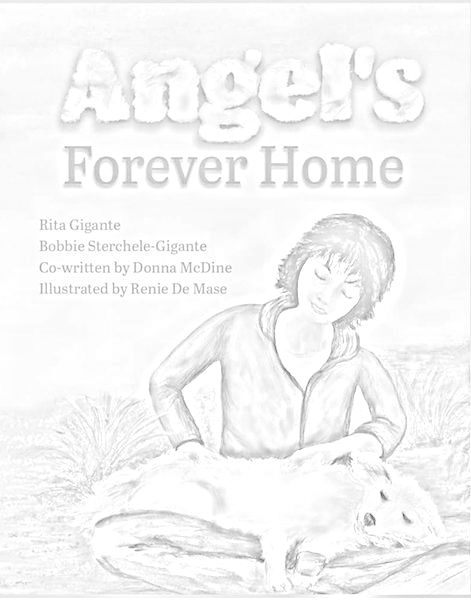 Angel's
Forever Home
Rita Gigante
Bobbie Sterchele-Gigante
Co-written by Donna McDine
Illustrated by Renie De Mase